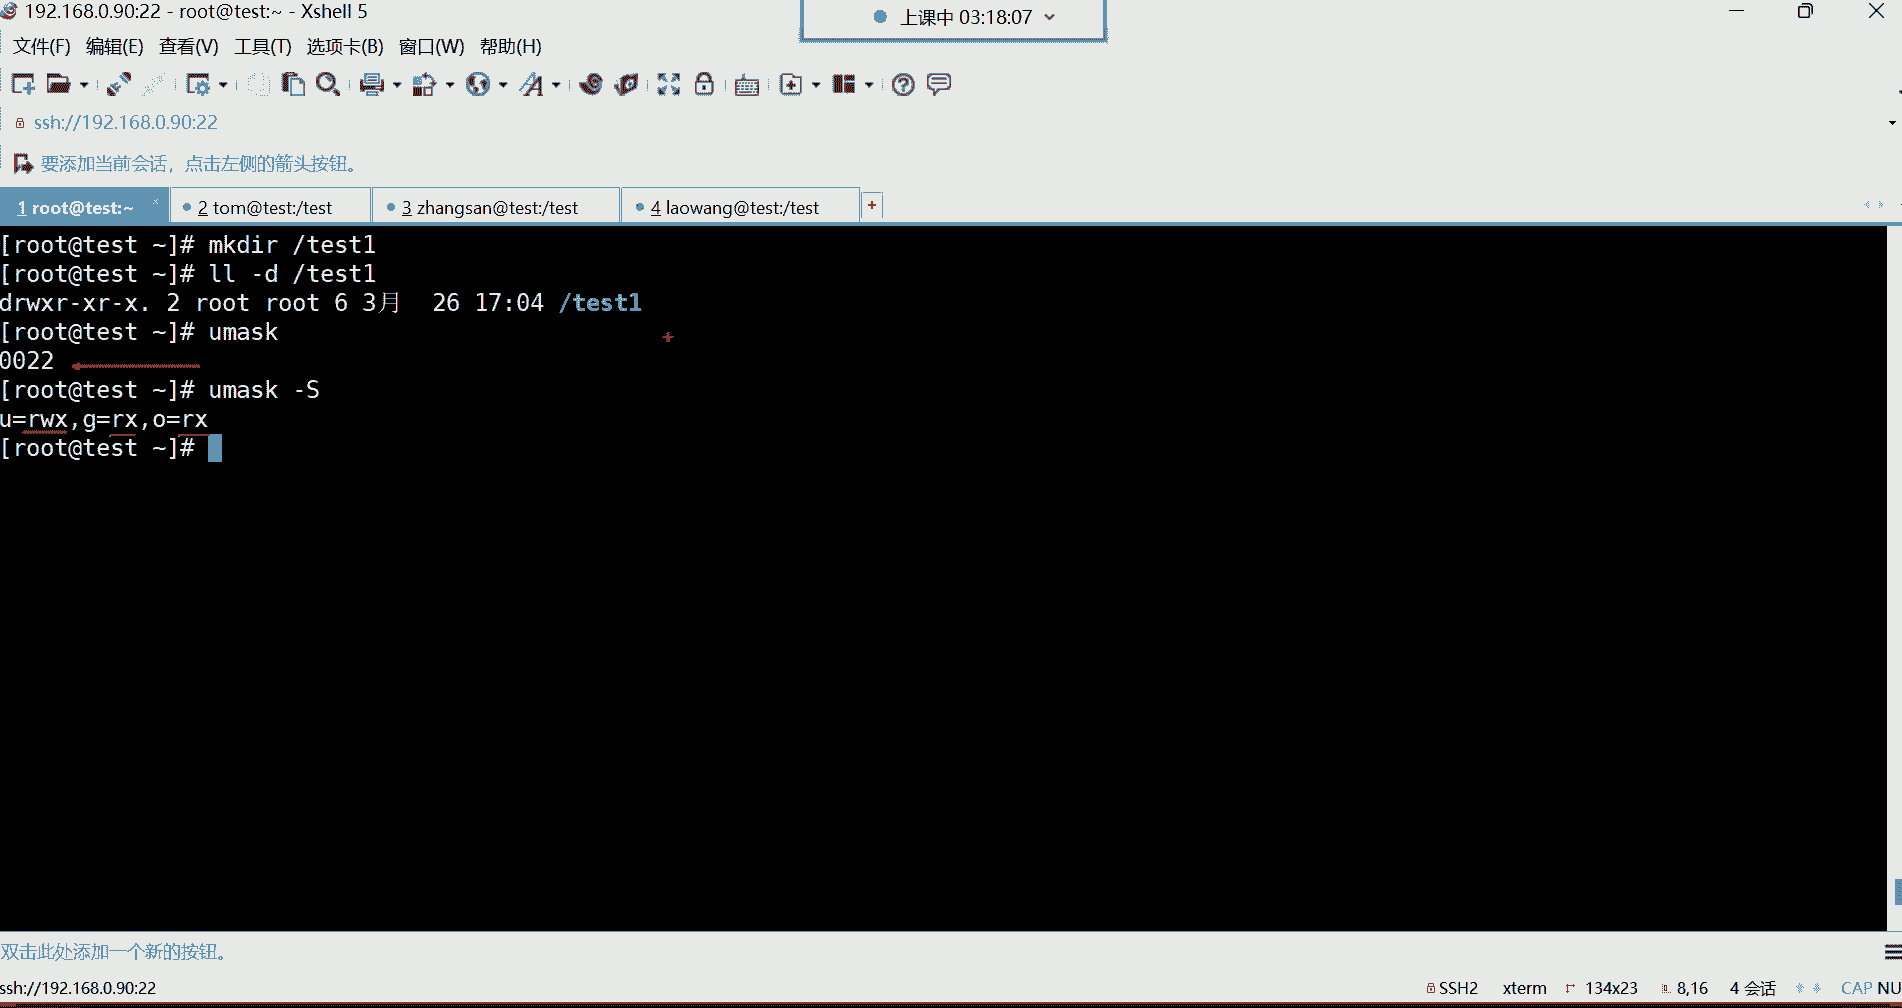 192.168.0.90:22 - root@test:~ - Xshell 5
上课中 03:18:07
文件(F) 编辑(E) 查看(V) 工具(T) 选项卡(B) 窗口(W) 帮助(H)
ssh://192.168.0.90:22
要添加当前会话，点击左侧的箭头按钮。
1 root@test:~ × 2 tom@test:/test 3 zhangsan@test:/test 4 laowang@test:/test +
[root@test ~]# mkdir /test1
[root@test ~]# ll -d /test1
drwxr-xr-x. 2 root root 6 3月  26 17:04 /test1
[root@test ~]# umask
0022
[root@test ~]# umask -S
u=rwx,g=rx,o=rx
[root@test ~]#
双击此处添加一个新的按钮。
ssh://192.168.0.90:22 SSH2 xterm 134x23 8,16 4 会话 CAP NU